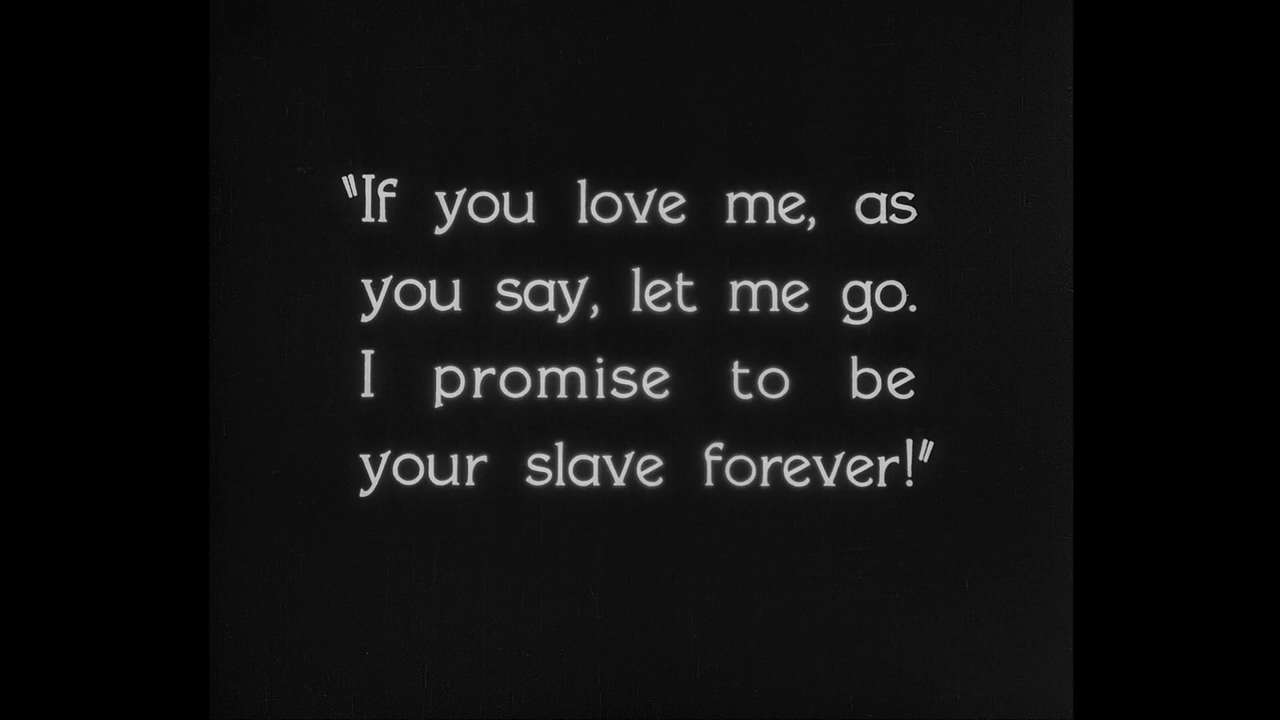 "If you love me, as
you say, let me go.
I promise to be
your slave forever!"